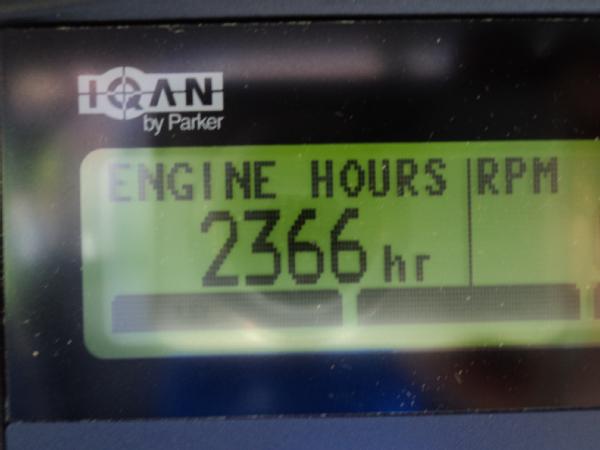 IQAN
by Parker
ENGINE HOURS RPM
2366 hr